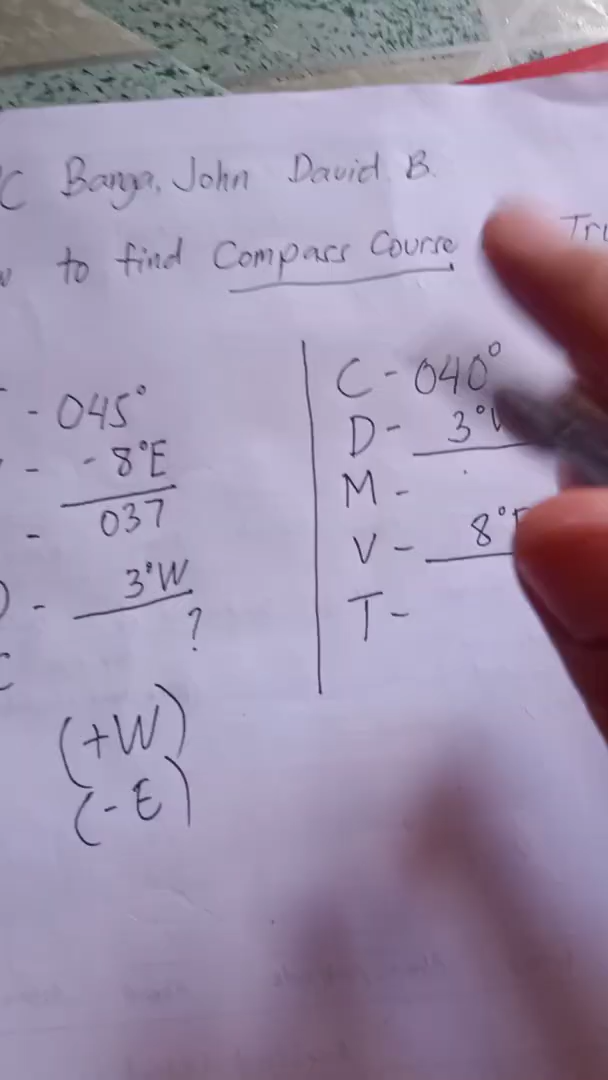 C Banga, John David B.
to find Compass Course
- 045°
- - 8°E
- 037
- 3°W
?
C
(+W)
(- E)
C - 040°
D - 3°
M -
V - 8°
T -